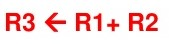 R3 ← R1+ R2